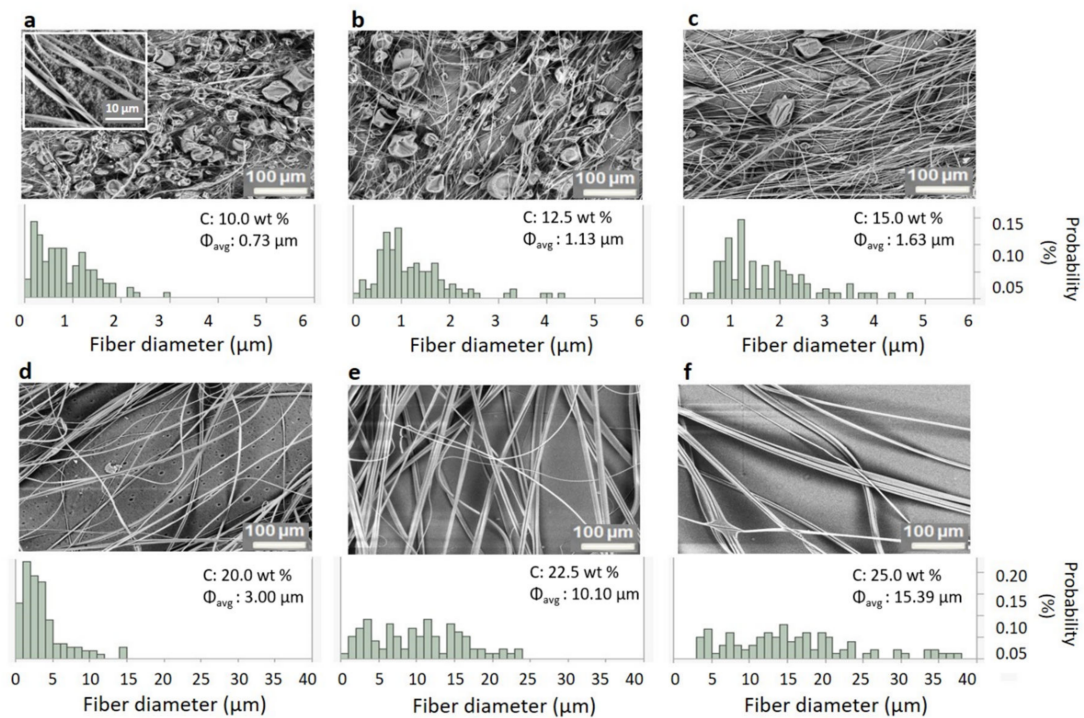 a
b
c
10 µm
100 µm
100 µm
100 µm
C: 10.0 wt %
Φavg : 0.73 µm
C: 12.5 wt %
Φavg : 1.13 µm
C: 15.0 wt %
Φavg : 1.63 µm
0.15
0.10
0.05
Probability
(%)
0 1 2 3 4 5 6
0 1 2 3 4 5 6
0 1 2 3 4 5 6
Fiber diameter (µm)
Fiber diameter (µm)
Fiber diameter (µm)
d
e
f
100 µm
100 µm
100 µm
C: 20.0 wt %
Φavg : 3.00 µm
C: 22.5 wt %
Φavg : 10.10 µm
C: 25.0 wt %
Φavg : 15.39 µm
0.20
0.15
0.10
0.05
Probability
(%)
0 5 10 15 20 25 30 35 40
0 5 10 15 20 25 30 35 40
0 5 10 15 20 25 30 35 40
Fiber diameter (µm)
Fiber diameter (µm)
Fiber diameter (µm)